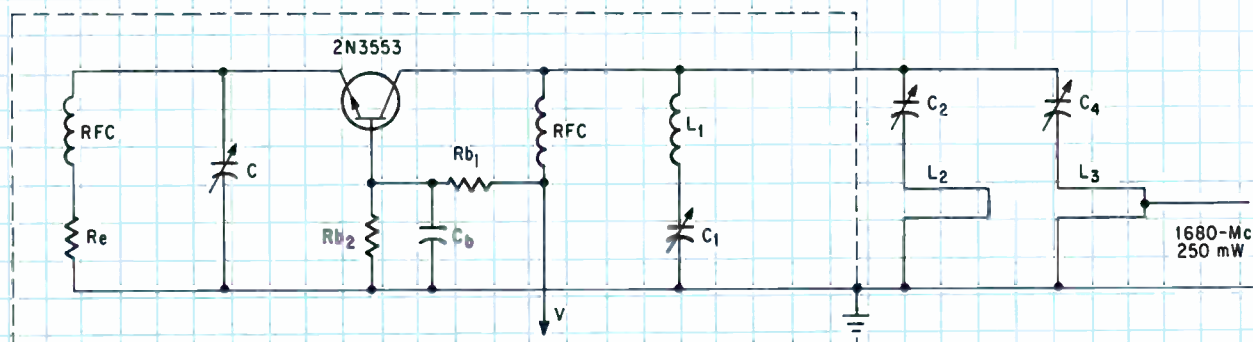 2N3553
RFC
C
Re
Rb₁
Rb₂
Cb
RFC
V
L₁
C₁
C₂
L₂
C₄
L₃
1680-Mc
250 mW